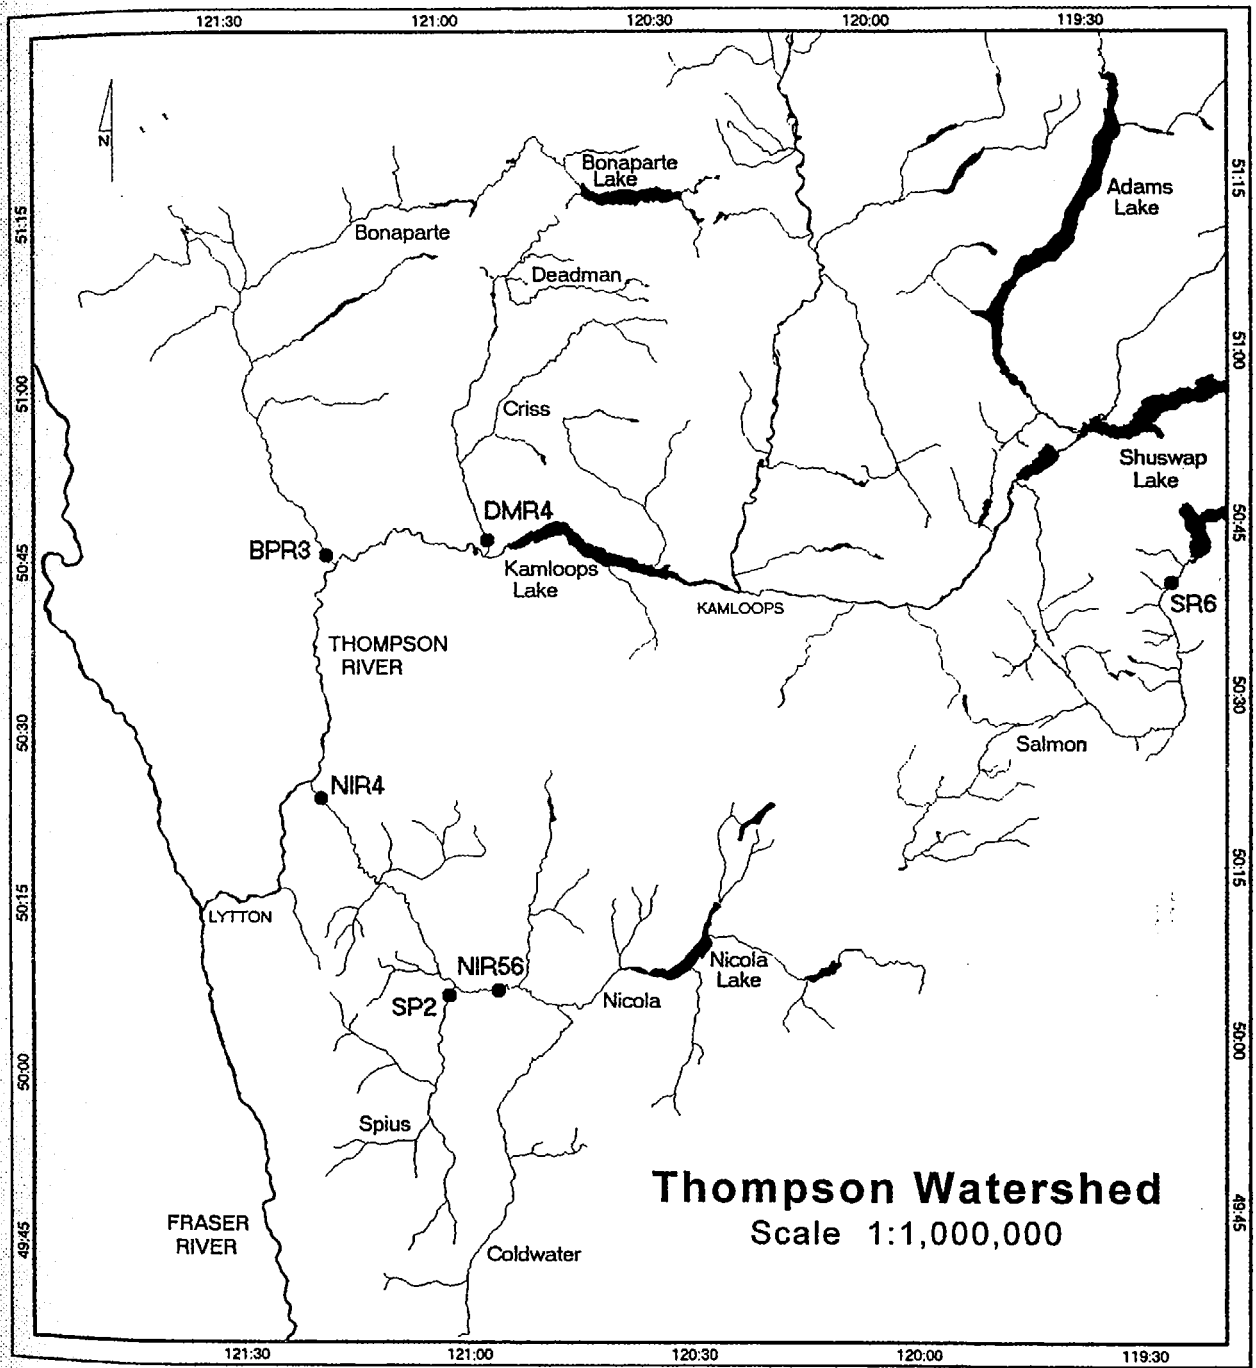 121:30 121:00 120:30 120:00 119:30
N
Bonaparte
Lake
Adams
Lake
51:15
51:15
Bonaparte
Deadman
51:00
51:00
Criss
Shuswap
Lake
DMR4
50:45
BPR3
50:45
Kamloops
Lake
KAMLOOPS
SR6
THOMPSON
RIVER
50:30
50:30
Salmon
NIR4
50:15
50:15
LYTTON
NIR56
Nicola
Lake
SP2
Nicola
50:00
50:00
Spius
Thompson Watershed
Scale 1:1,000,000
49:45
49:45
FRASER
RIVER
Coldwater
121:30 121:00 120:30 120:00 119:30